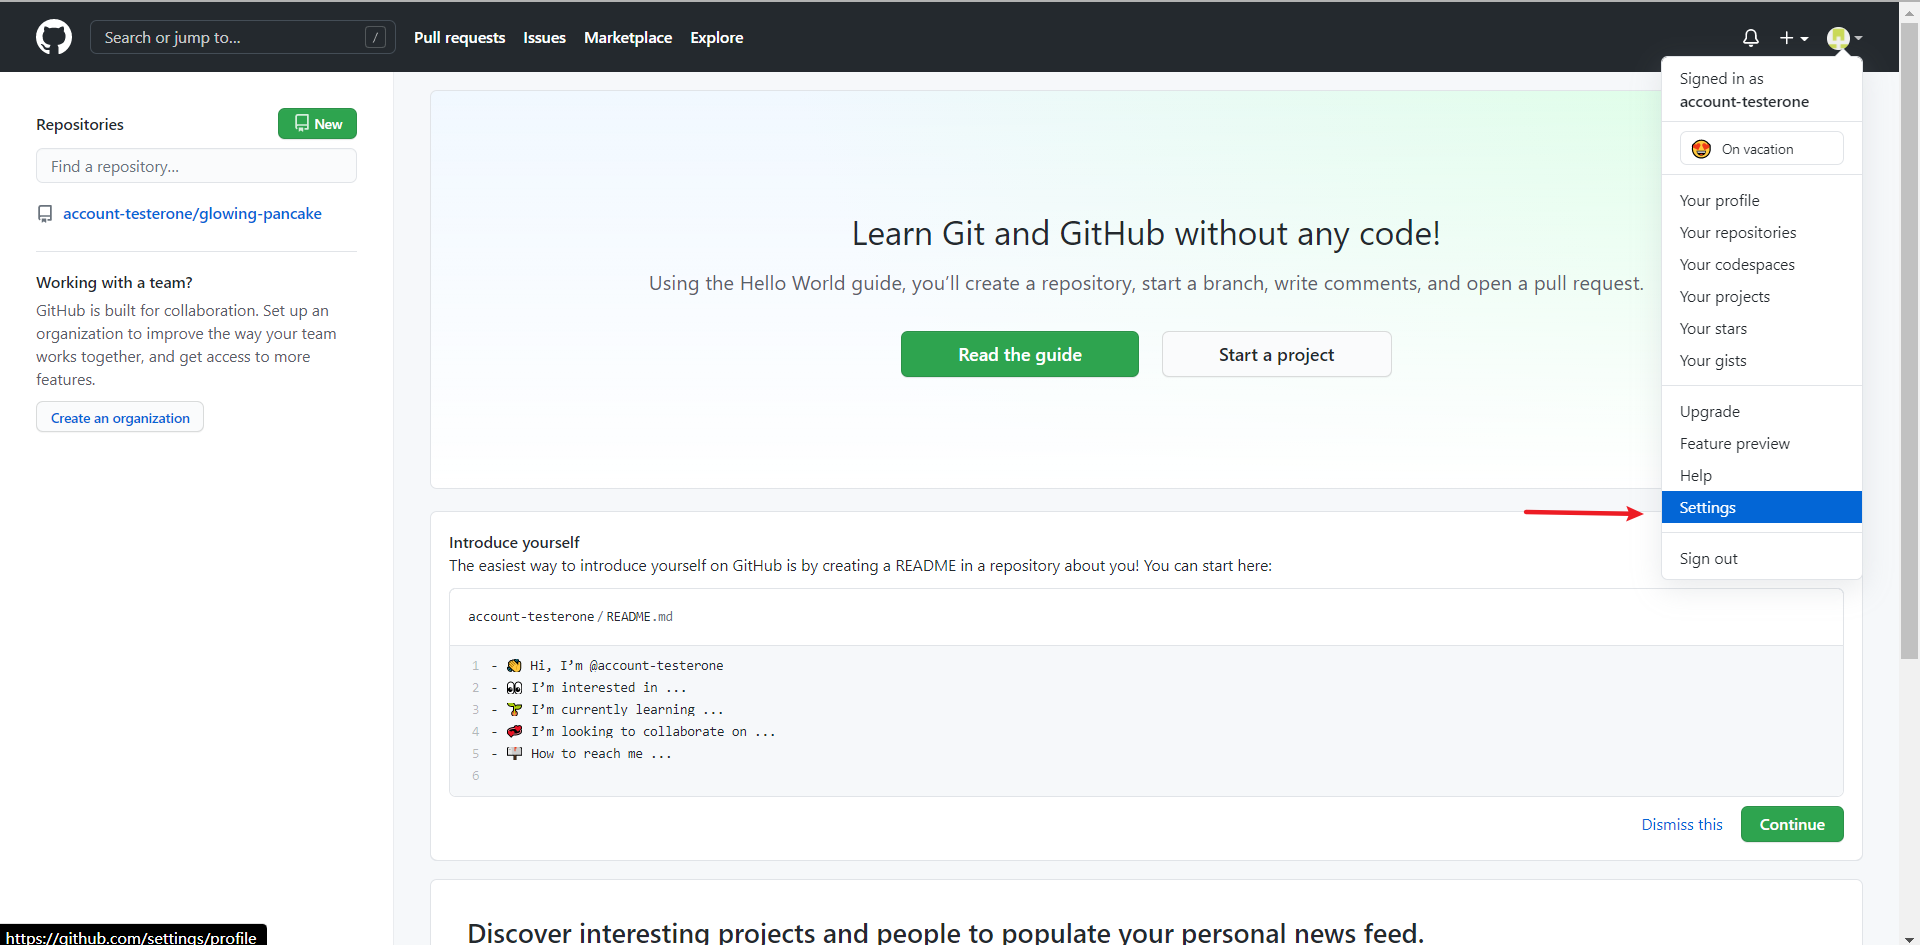 Search or jump to...
/
Pull requests
Issues
Marketplace
Explore
Signed in as
account-testerone
On vacation
Your profile
Your repositories
Your codespaces
Your projects
Your stars
Your gists
Upgrade
Feature preview
Help
Settings
Sign out
Repositories
New
Find a repository...
account-testerone/glowing-pancake
Working with a team?
GitHub is built for collaboration. Set up an
organization to improve the way your team
works together, and get access to more
features.
Create an organization
Learn Git and GitHub without any code!
Using the Hello World guide, you’ll create a repository, start a branch, write comments, and open a pull request.
Read the guide
Start a project
Introduce yourself
The easiest way to introduce yourself on GitHub is by creating a README in a repository about you! You can start here:
account-testerone / README.md
1 - 👋 Hi, I’m @account-testerone
2 - 👀 I’m interested in ...
3 - 🌱 I’m currently learning ...
4 - 💞️ I’m looking to collaborate on ...
5 - 📫 How to reach me ...
6
Dismiss this
Continue
Discover interesting projects and people to populate your personal news feed.
https://github.com/settings/profile